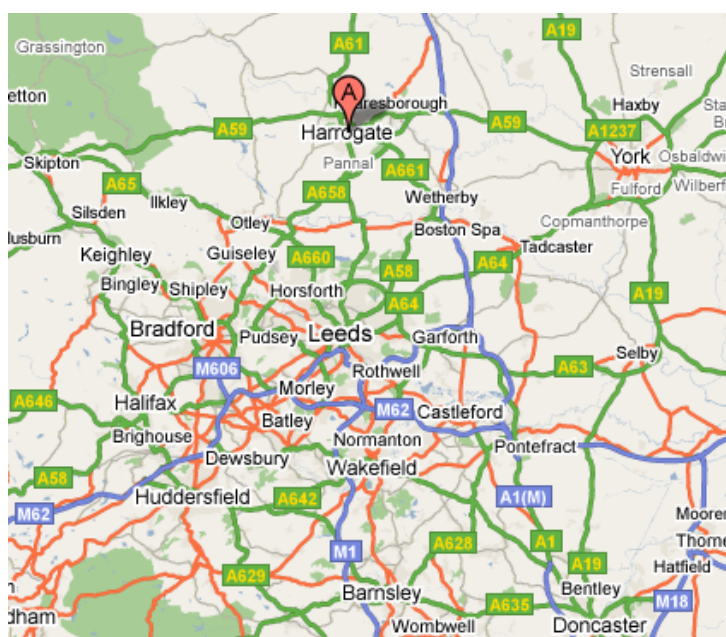 A61
A19
Grassington
Strensall
etton
A
Knaresborough
Haxby
Sta
Br
A59
Harrogate
A59
A1237
York
Osbaldwi
Skipton
Pannal
A661
Fulford
Wilberf
A65
A658
Wetherby
Silsden
Ilkley
Otley
Boston Spa
Copmanthorpe
lusburn
Keighley
Guiseley
A660
A58
A64
Tadcaster
Bingley
Shipley
Horsforth
A64
A19
Bradford
Pudsey
Leeds
Garforth
M606
Rothwell
A63
Selby
A646
Halifax
Morley
M62
Castleford
Batley
Brighouse
Normanton
Pontefract
A58
Dewsbury
Wakefield
Huddersfield
A642
A1(M)
M62
Mooren
M1
A628
A1
Thorne
A19
Hatfield
A629
Bentley
Barnsley
A635
M18
dham
Wombwell
Doncaster